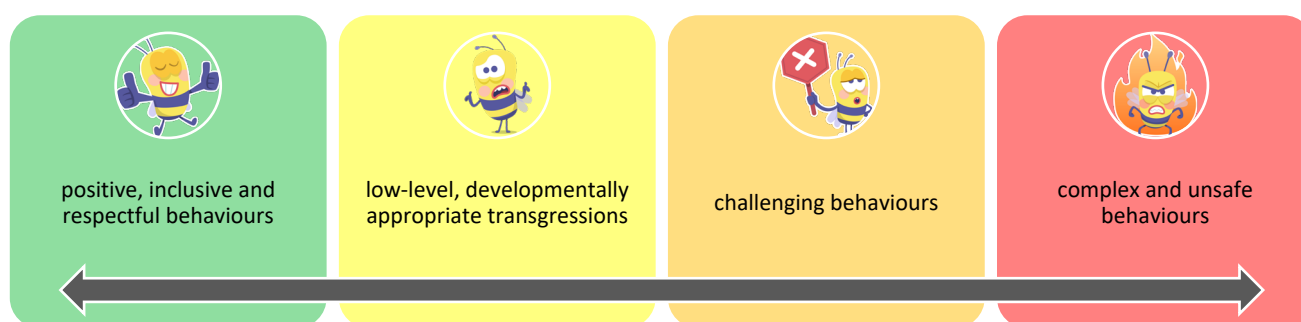 positive, inclusive and
respectful behaviours
low-level, developmentally
appropriate transgressions
challenging behaviours
complex and unsafe
behaviours